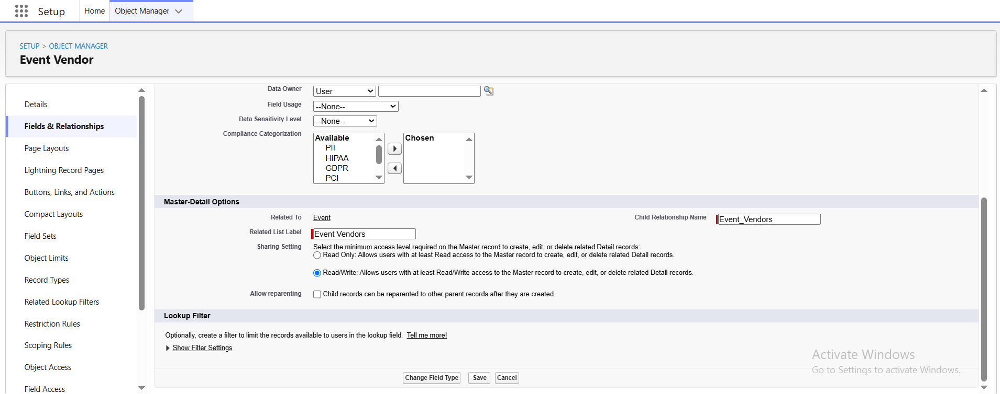 Setup
Home
Object Manager
SETUP > OBJECT MANAGER
Event Vendor
Details
Fields & Relationships
Page Layouts
Lightning Record Pages
Buttons, Links, and Actions
Compact Layouts
Field Sets
Object Limits
Record Types
Related Lookup Filters
Restriction Rules
Scoping Rules
Object Access
Field Access
Data Owner User
Field Usage --None--
Data Sensitivity Level --None--
Compliance Categorization
Available
PII
HIPAA
GDPR
PCI
Chosen
Master-Detail Options
Related To Event
Child Relationship Name Event_Vendors
Related List Label Event Vendors
Sharing Setting Select the minimum access level required on the Master record to create, edit, or delete related Detail records:
Read Only: Allows users with at least Read access to the Master record to create, edit, or delete related Detail records.
Read/Write: Allows users with at least Read/Write access to the Master record to create, edit, or delete related Detail records.
Allow reparenting Child records can be reparented to other parent records after they are created
Lookup Filter
Optionally, create a filter to limit the records available to users in the lookup field. Tell me more!
Show Filter Settings
Change Field Type Save Cancel
Activate Windows
Go to Settings to activate Windows.